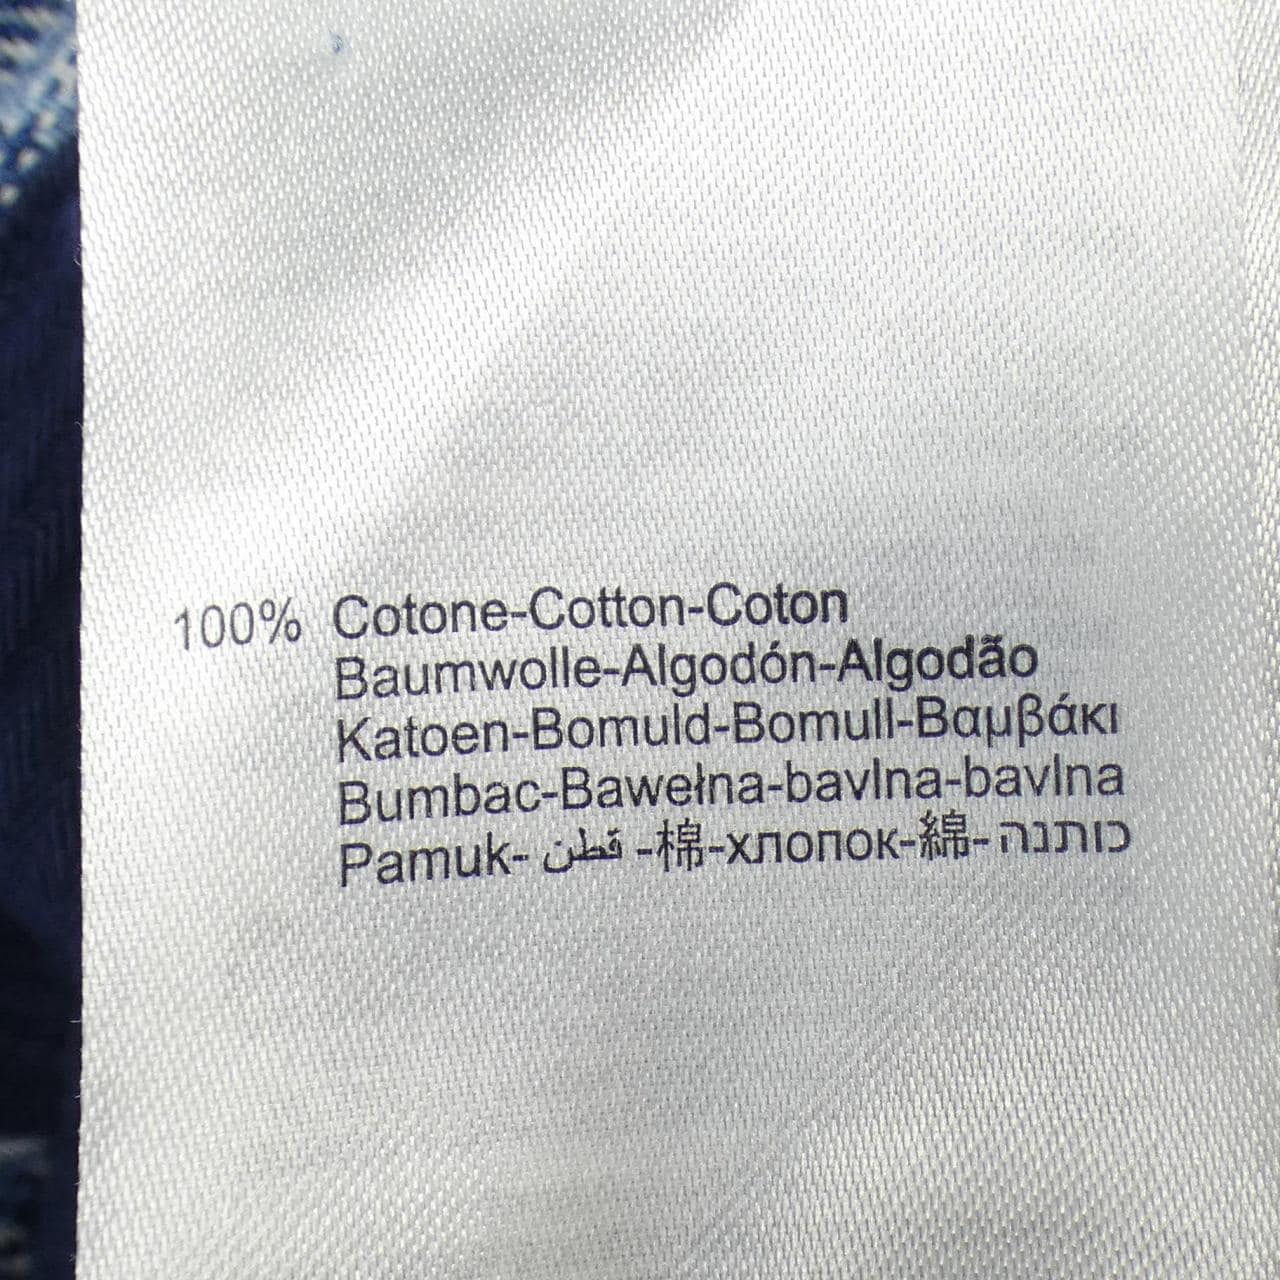 100% Cotone-Cotton-Coton
Baumwolle-Algodón-Algodão
Katoen-Bomuld-Bomull-Βαμβάκι
Bumbac-Bawełna-bavlna-bavlna
Pamuk- قطن -棉-хлопок-綿-כותנה